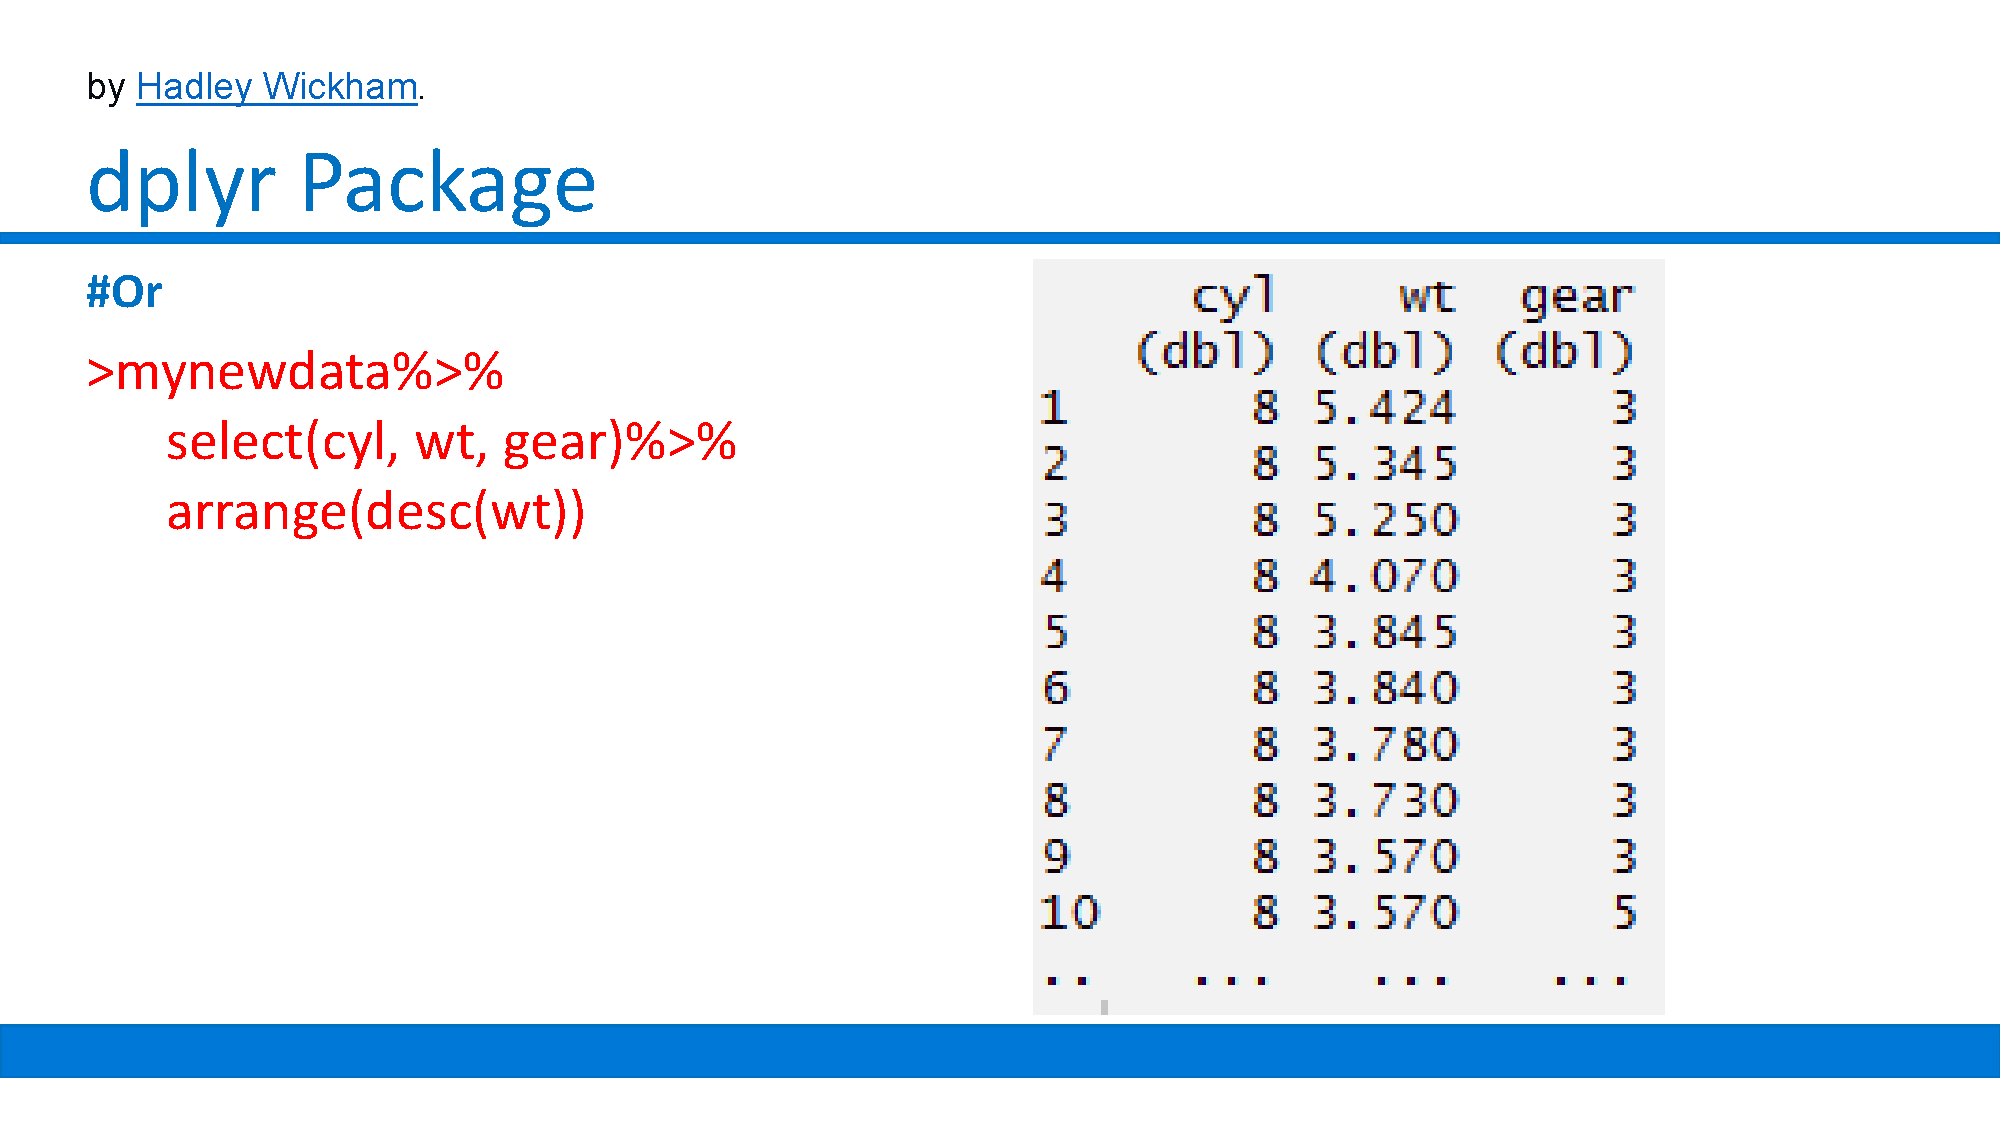 by Hadley Wickham.
dplyr Package
#Or
>mynewdata%>%
select(cyl, wt, gear)%>%
arrange(desc(wt))
cyl wt gear
(dbl) (dbl) (dbl)
1 8 5.424 3
2 8 5.345 3
3 8 5.250 3
4 8 4.070 3
5 8 3.845 3
6 8 3.840 3
7 8 3.780 3
8 8 3.730 3
9 8 3.570 3
10 8 3.570 5
.. ... ... ...